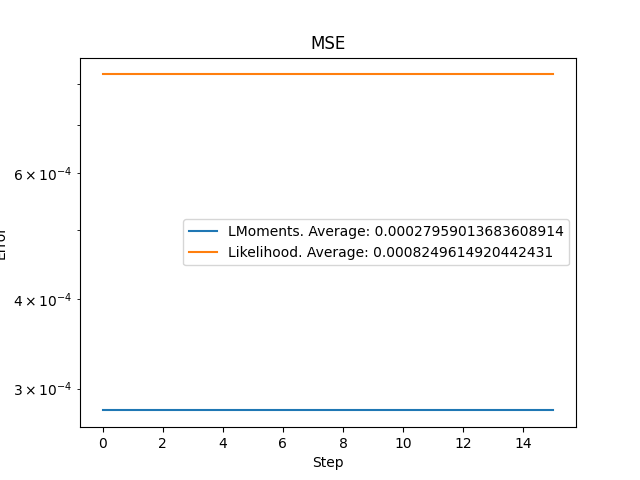 MSE
6 × 10⁻⁴
Error
LMoments. Average: 0.00027959013683608914
Likelihood. Average: 0.0008249614920442431
4 × 10⁻⁴
3 × 10⁻⁴
0 2 4 6 8 10 12 14
Step